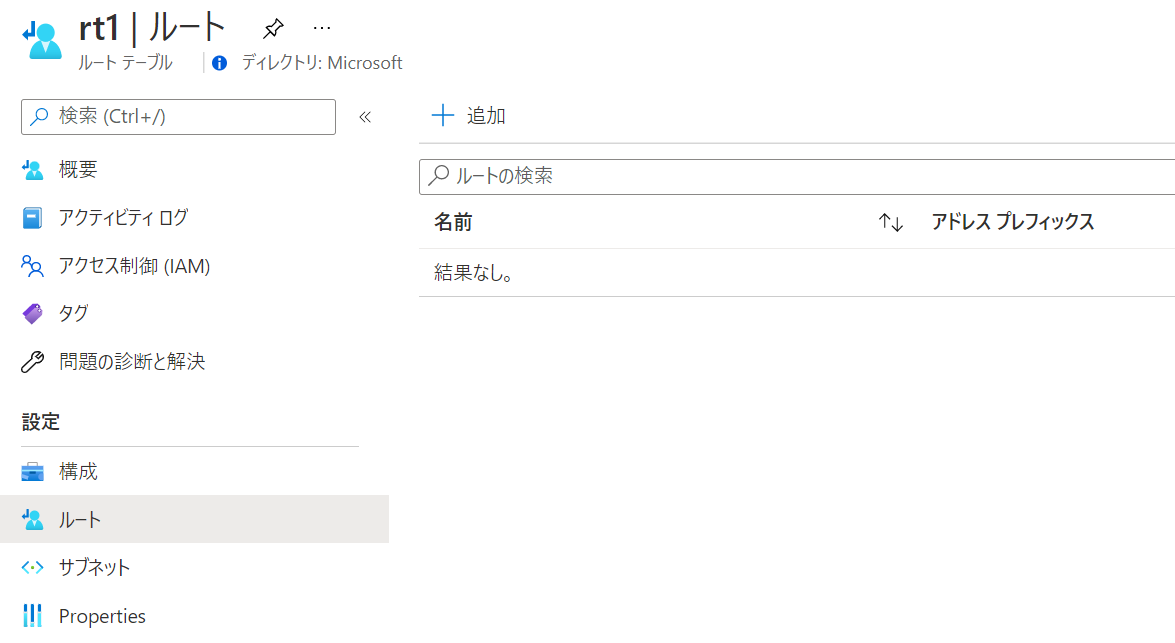 rt1 | ルート ...
ルート テーブル ディレクトリ: Microsoft
検索 (Ctrl+/) «
概要
アクティビティ ログ
アクセス制御 (IAM)
タグ
問題の診断と解決
設定
構成
ルート
サブネット
Properties
追加
ルートの検索
名前 ↑↓ アドレス プレフィックス
結果なし。